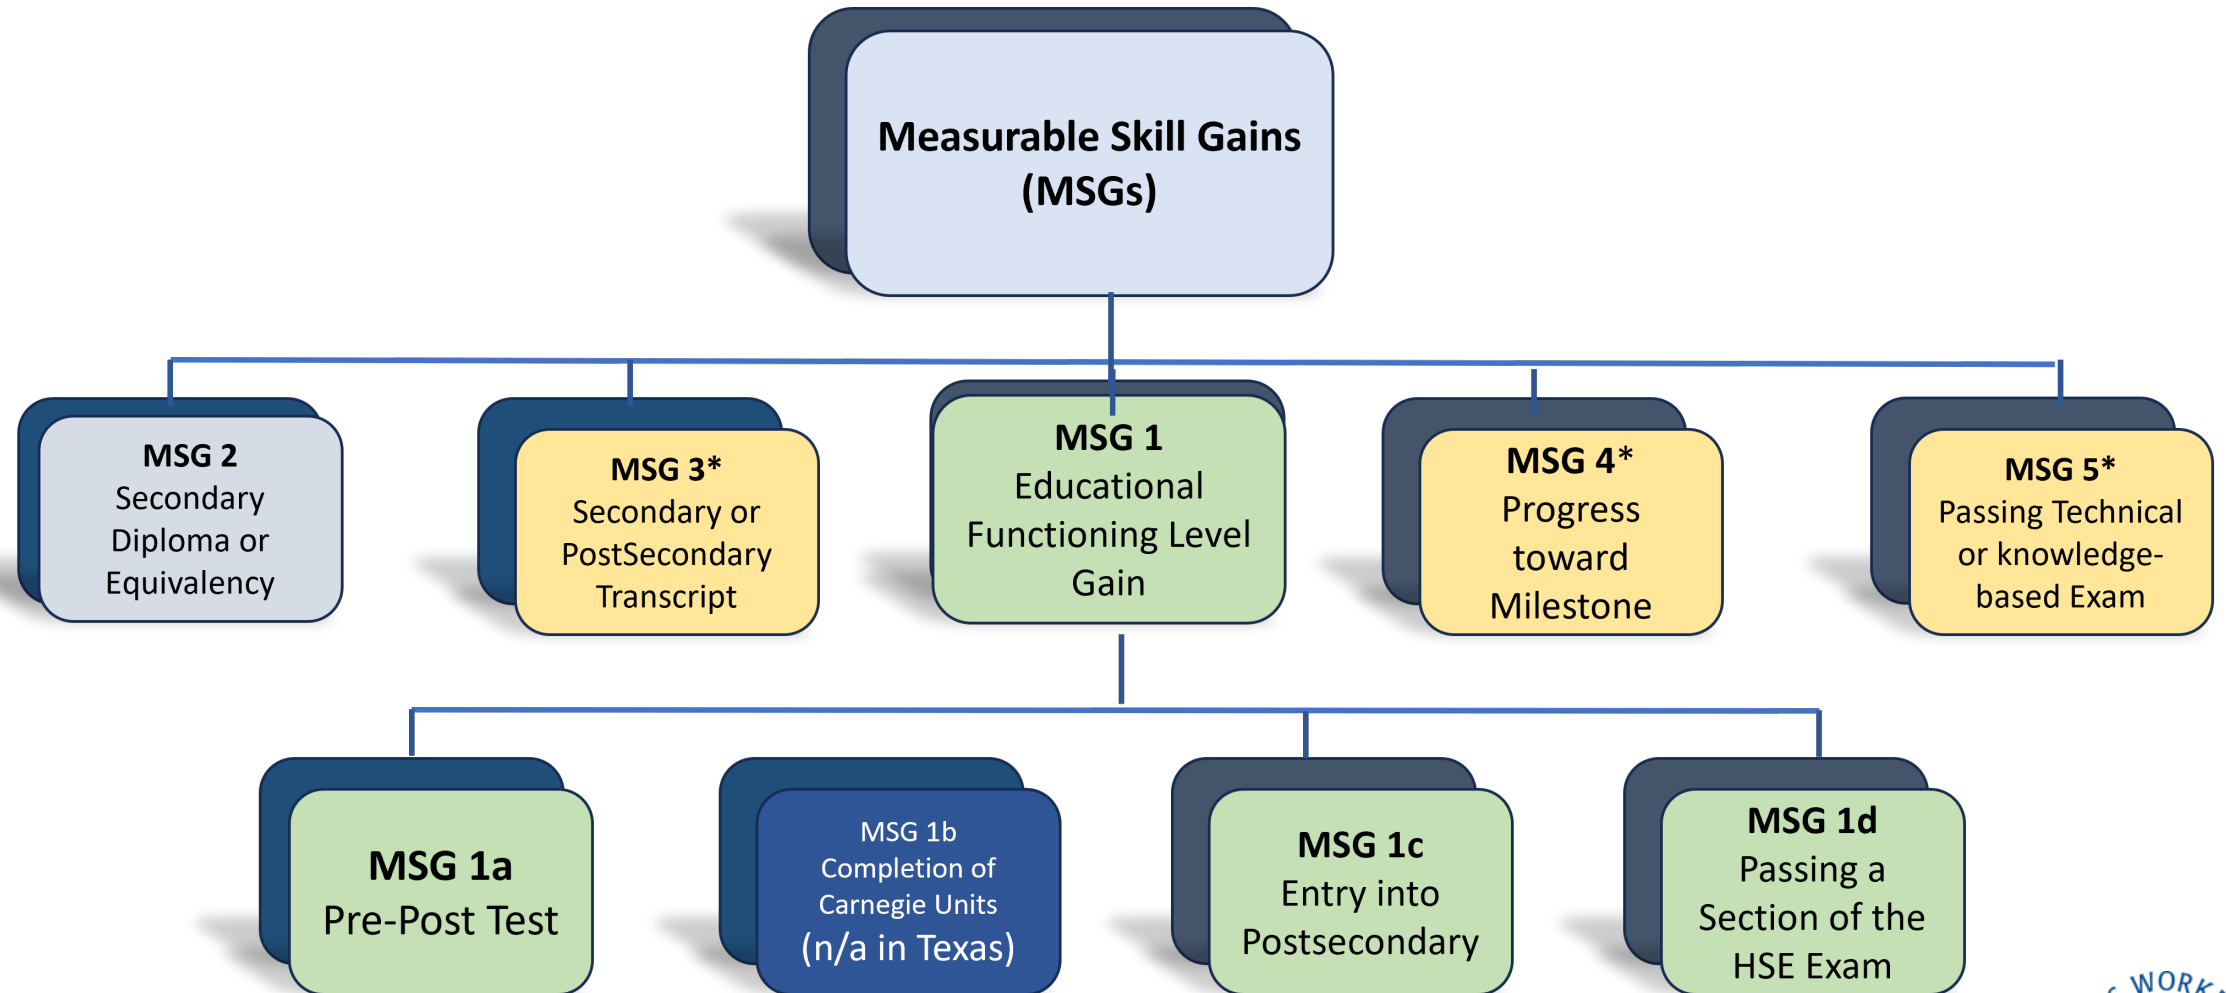 Measurable Skill Gains
(MSGs)
MSG 2
Secondary
Diploma or
Equivalency
MSG 3*
Secondary or
PostSecondary
Transcript
MSG 1
Educational
Functioning Level
Gain
MSG 4*
Progress
toward
Milestone
MSG 5*
Passing Technical
or knowledge-
based Exam
MSG 1a
Pre-Post Test
MSG 1b
Completion of
Carnegie Units
(n/a in Texas)
MSG 1c
Entry into
Postsecondary
MSG 1d
Passing a
Section of the
HSE Exam